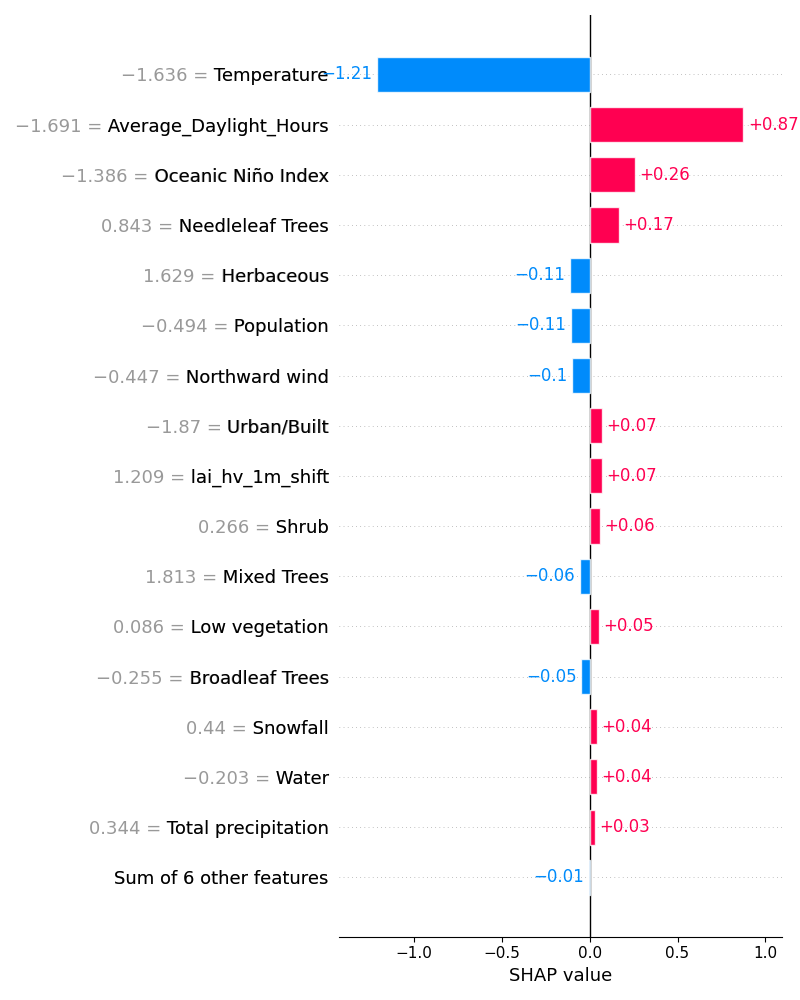 −1.636 = Temperature −1.21
−1.691 = Average_Daylight_Hours +0.87
−1.386 = Oceanic Niño Index +0.26
0.843 = Needleleaf Trees +0.17
1.629 = Herbaceous −0.11
−0.494 = Population −0.11
−0.447 = Northward wind −0.1
−1.87 = Urban/Built +0.07
1.209 = lai_hv_1m_shift +0.07
0.266 = Shrub +0.06
1.813 = Mixed Trees −0.06
0.086 = Low vegetation +0.05
−0.255 = Broadleaf Trees −0.05
0.44 = Snowfall +0.04
−0.203 = Water +0.04
0.344 = Total precipitation +0.03
Sum of 6 other features −0.01
−1.0 −0.5 0.0 0.5 1.0
SHAP value